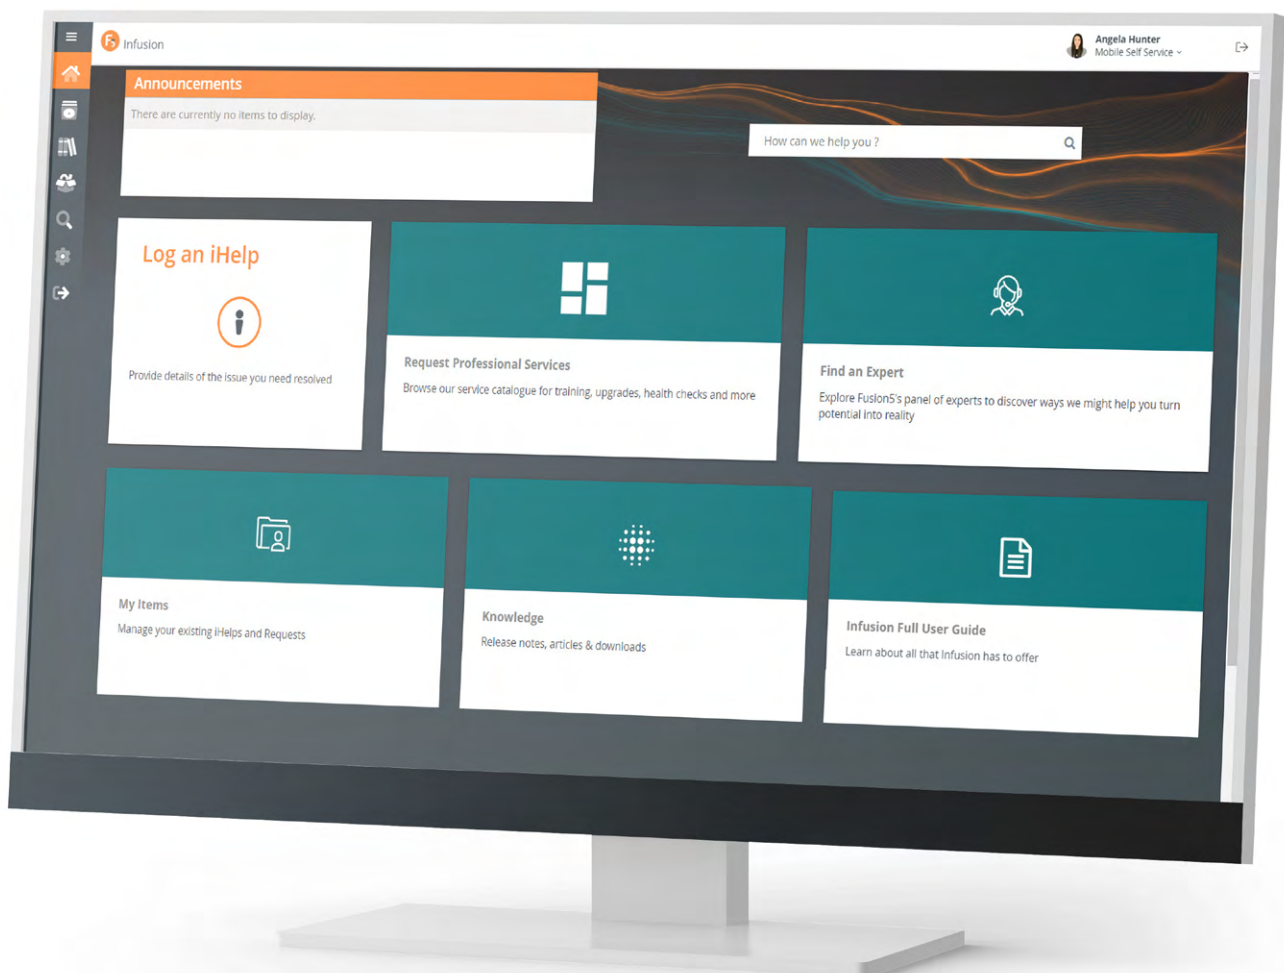 F5 Infusion
Angela Hunter
Mobile Self Service
Announcements
There are currently no items to display.
How can we help you ?
Log an iHelp
Provide details of the issue you need resolved
Request Professional Services
Browse our service catalogue for training, upgrades, health checks and more
Find an Expert
Explore Fusion5's panel of experts to discover ways we might help you turn
potential into reality
My Items
Manage your existing iHelps and Requests
Knowledge
Release notes, articles & downloads
Infusion Full User Guide
Learn about all that Infusion has to offer